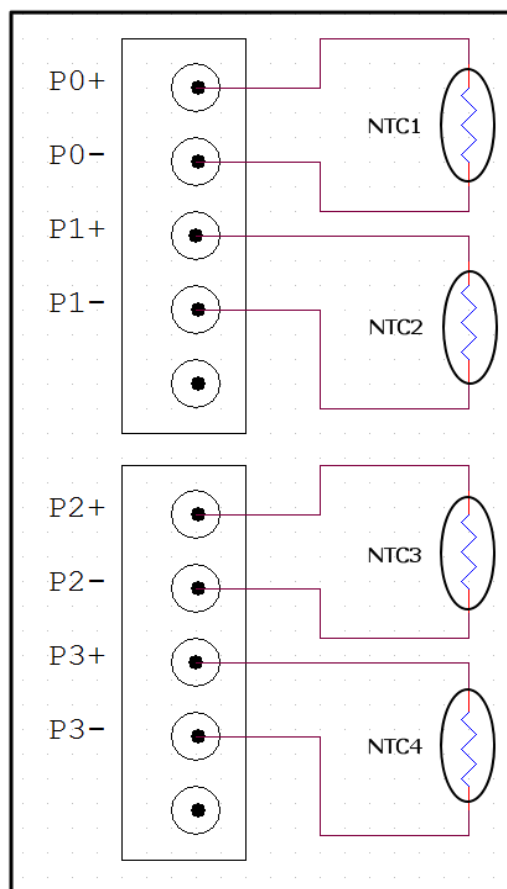 P0+
NTC1
P0-
P1+
P1-
NTC2
P2+
NTC3
P2-
P3+
P3-
NTC4